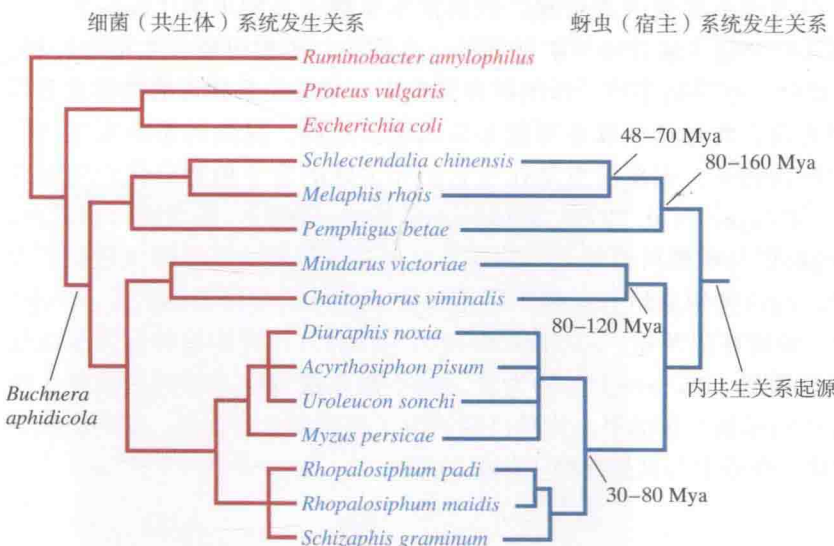 细菌（共生体）系统发生关系
蚜虫（宿主）系统发生关系
Ruminobacter amylophilus
Proteus vulgaris
Escherichia coli
Schlectendalia chinensis
Melaphis rhois
Pemphigus betae
Mindarus victoriae
Chaitophorus viminalis
Diuraphis noxia
Acyrthosiphon pisum
Uroleucon sonchi
Myzus persicae
Rhopalosiphum padi
Rhopalosiphum maidis
Schizaphis graminum
Buchnera
aphidicola
48–70 Mya
80–160 Mya
80–120 Mya
内共生关系起源
30–80 Mya